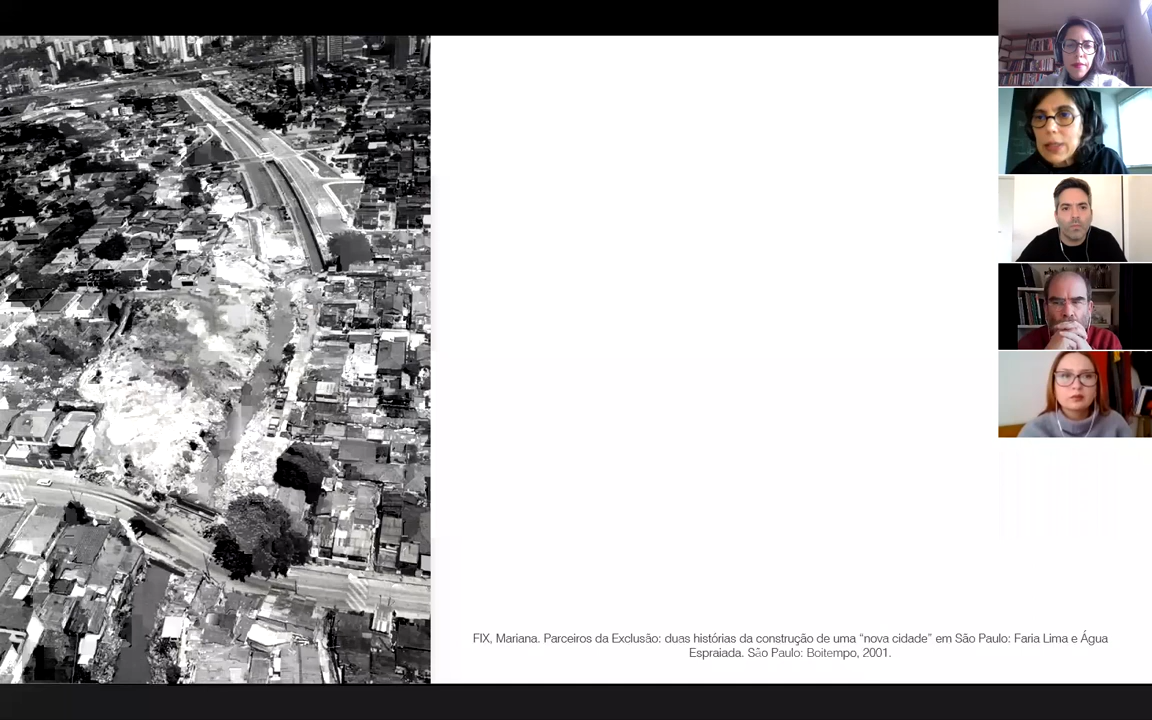 FIX, Mariana. Parceiros da Exclusão: duas histórias da construção de uma “nova cidade” em São Paulo: Faria Lima e Água
Espraiada. São Paulo: Boitempo, 2001.